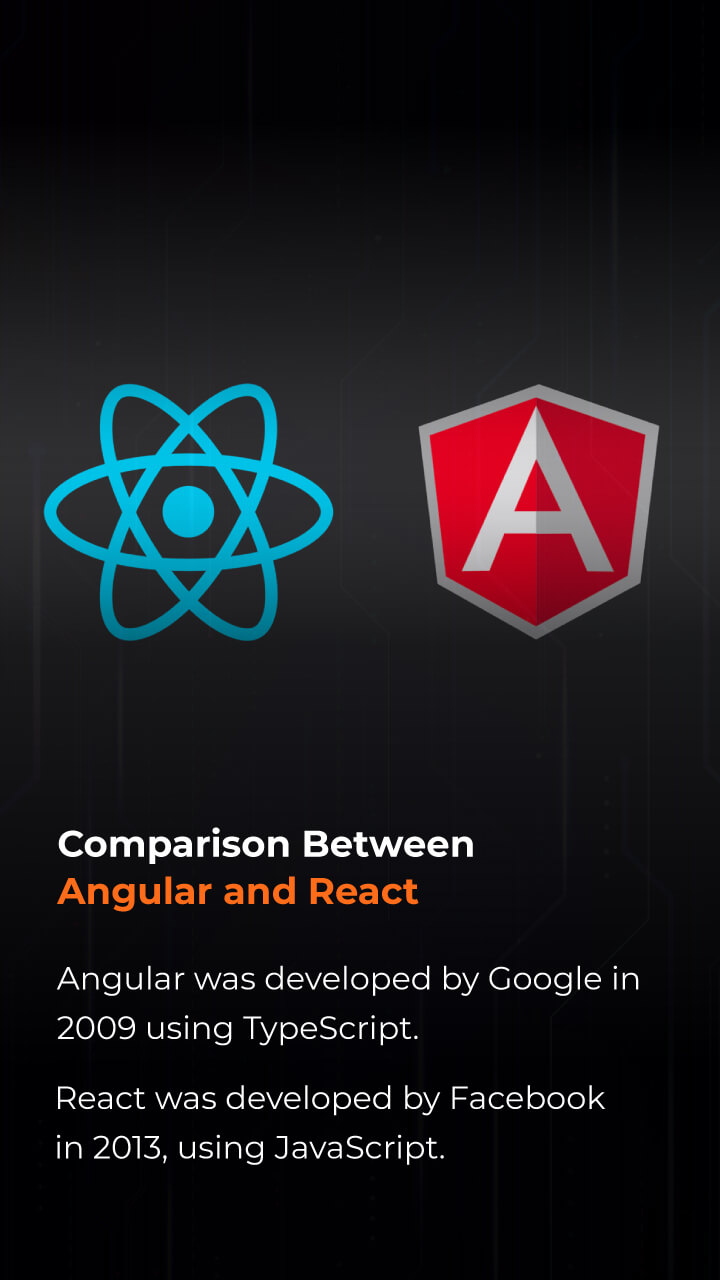 A
Comparison Between
Angular and React
Angular was developed by Google in
2009 using TypeScript.
React was developed by Facebook
in 2013, using JavaScript.